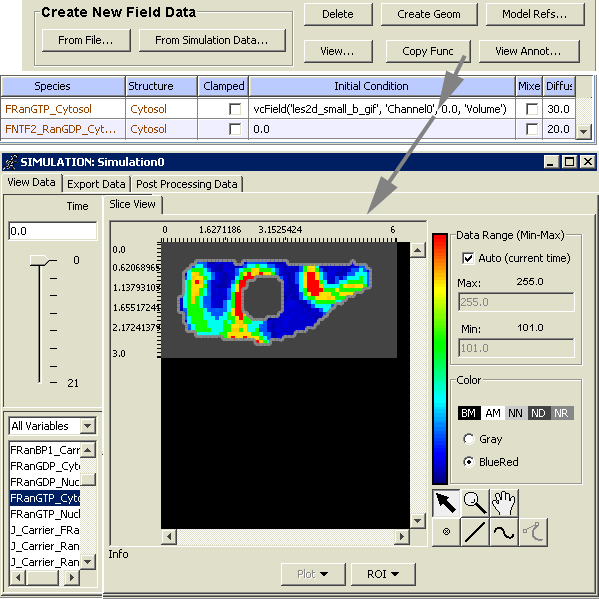 Create New Field Data
From File... From Simulation Data...
Delete Create Geom Model Refs...
View... Copy Func View Annot...
Species Structure Clamped Initial Condition Mixe Diffus
FRanGTP_Cytosol Cytosol vcField('les2d_small_b_gif', 'Channel0', 0.0, 'Volume') 30.0
FNTF2_RanGDP_Cyt... Cytosol 0.0 20.0
SIMULATION: Simulation0
View Data Export Data Post Processing Data
Time
0.0
0
21
All Variables
FRanBP1_Carr
FRanGDP_Cyto
FRanGDP_Nuc
FRanGTP_Cyto
FRanGTP_Nucl
J_Carrier_FRa
J_Carrier_Ran
J_Carrier_Ran
Slice View
0 1.6271186 3.1525424 6
0.0
0.62068965
1.13793103
1.65517241
2.17241379
3.0
Data Range (Min-Max)
Auto (current time)
Max: 255.0
255.0
Min: 101.0
101.0
Color
BM AM NN ND NR
Gray
BlueRed
Info
Plot ROI